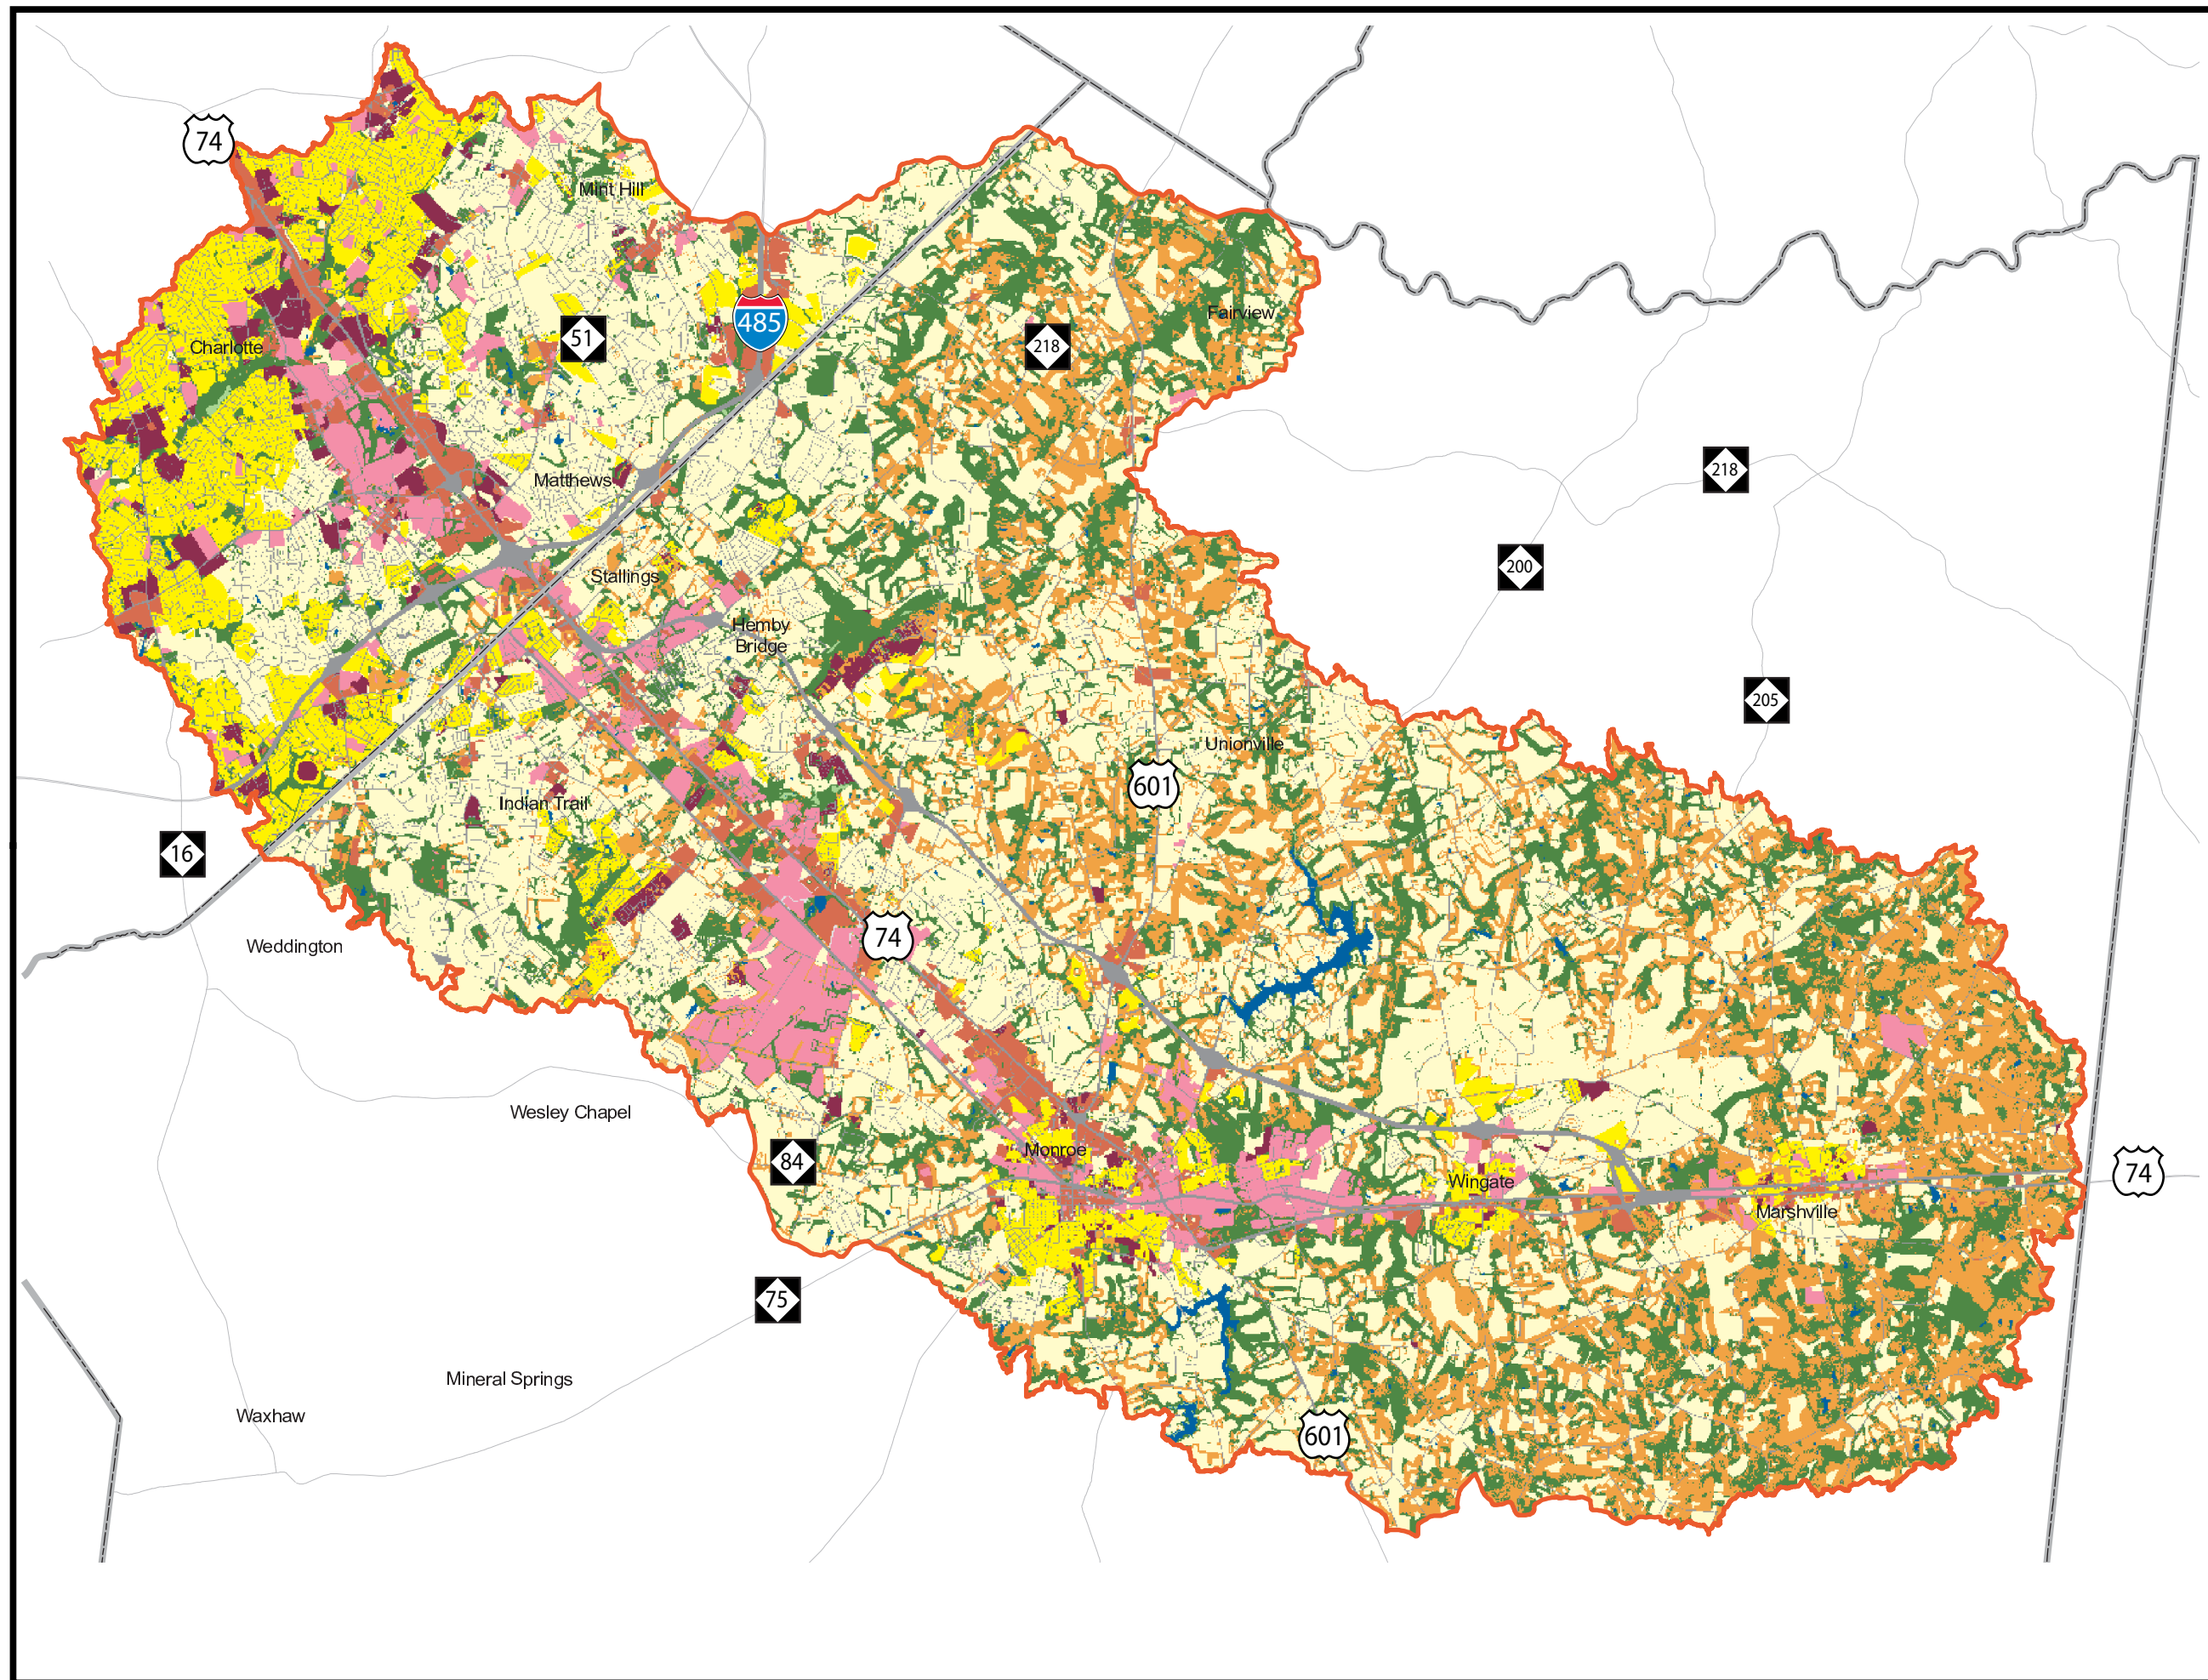 74
Mint Hill
485
Fairview
51
218
Charlotte
218
Matthews
200
Stallings
Hemby
Bridge
205
Unionville
601
Indian Trail
16
74
Weddington
Wesley Chapel
Monroe
84
74
Wingate
Marshville
75
Mineral Springs
Waxhaw
601